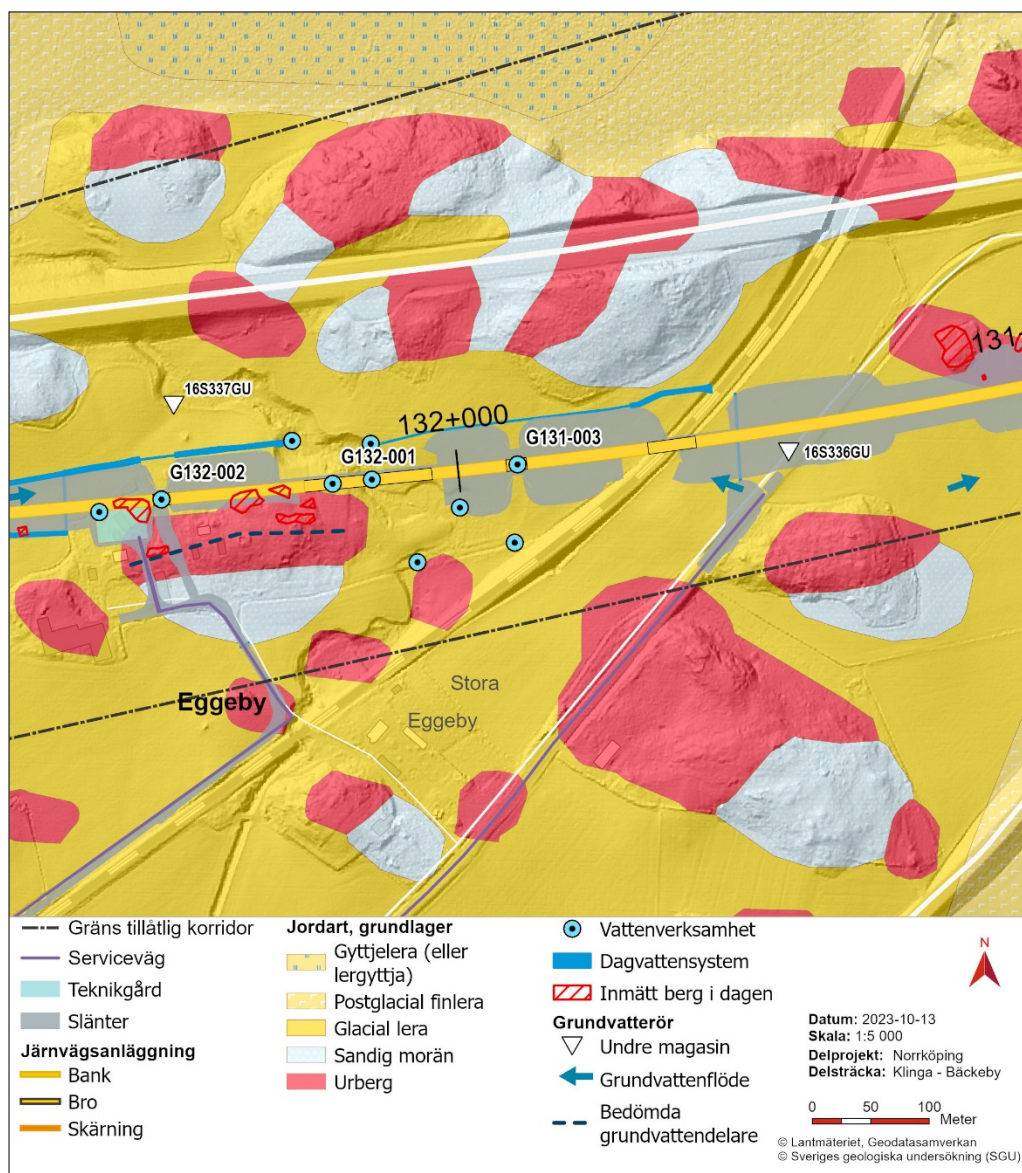 131
16S337GU
132+000
G131-003
G132-001
G132-002
16S336GU
Stora
Eggeby
Eggeby
Gräns tillåtlig korridor
Serviceväg
Teknikgård
Slänter
Järnvägsanläggning
Bank
Bro
Skärning
Jordart, grundlager
Gyttjelera (eller
lergyttja)
Postglacial finlera
Glacial lera
Sandig morän
Urberg
Vattenverksamhet
Dagvattensystem
Inmätt berg i dagen
Grundvatterör
Undre magasin
Grundvattenflöde
Bedömda
grundvattendelare
N
Datum: 2023-10-13
Skala: 1:5 000
Delprojekt: Norrköping
Delsträcka: Klinga - Bäckeby
0 50 100
Meter
© Lantmäteriet, Geodatasamverkan
© Sveriges geologiska undersökning (SGU)